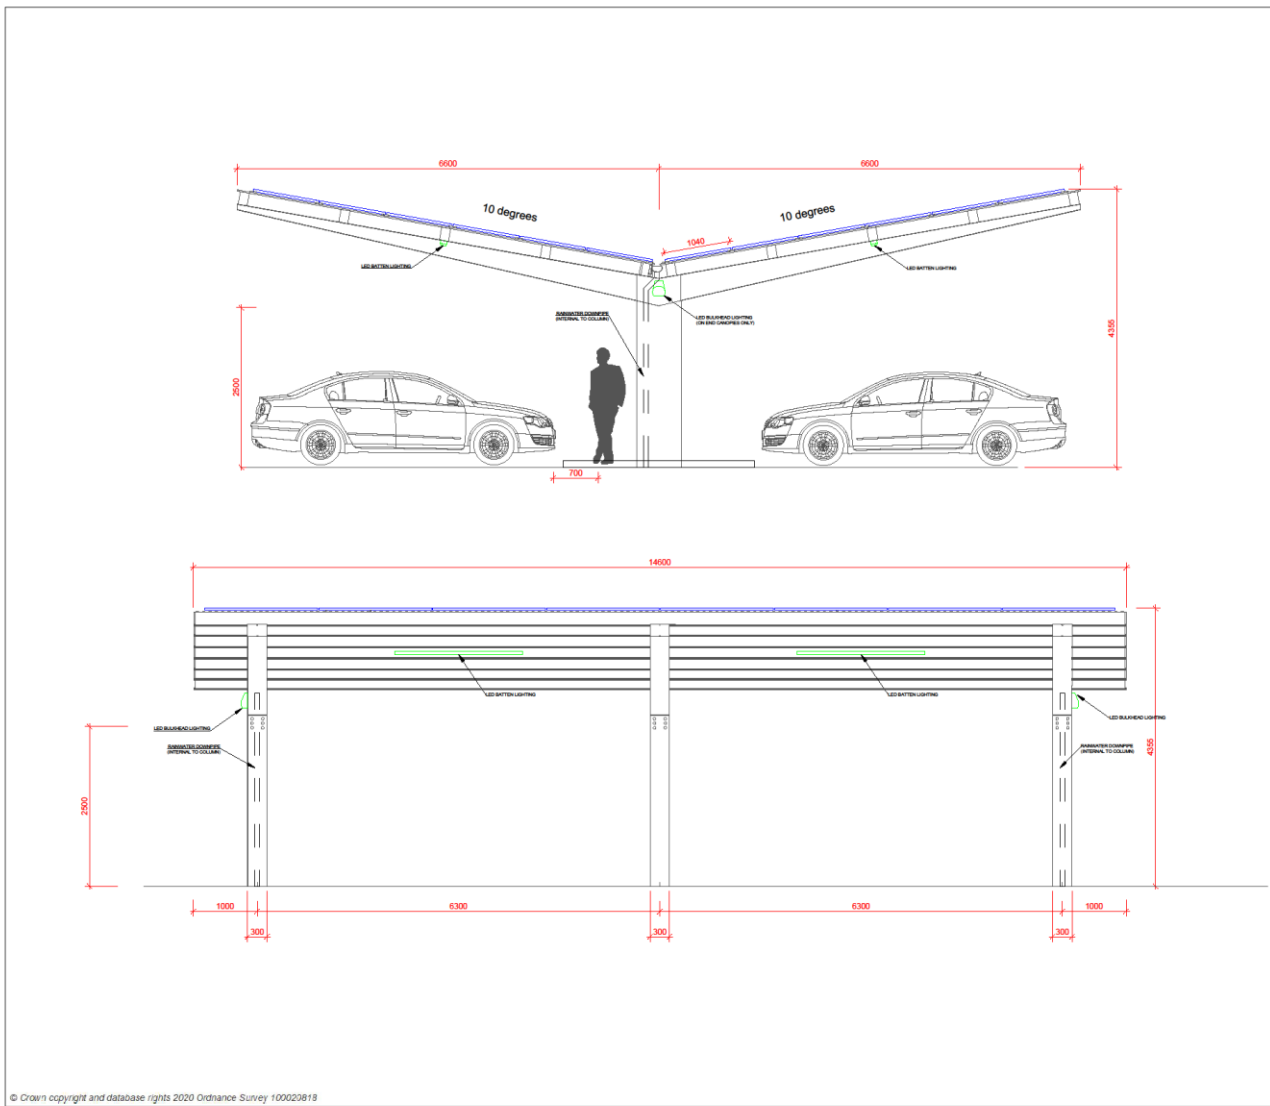 6600
6600
10 degrees
10 degrees
1040
LED BATTEN LIGHTING
LED BATTEN LIGHTING
RAINWATER DOWNPIPE
(INTERNAL TO COLUMN)
LED BULKHEAD LIGHTING
(ON END CANOPIES ONLY)
4355
2500
700
14600
LED BATTEN LIGHTING
LED BATTEN LIGHTING
LED BULKHEAD LIGHTING
LED BULKHEAD LIGHTING
RAINWATER DOWNPIPE
(INTERNAL TO COLUMN)
RAINWATER DOWNPIPE
(INTERNAL TO COLUMN)
4355
2500
1000
6300
6300
1000
300
300
300
© Crown copyright and database rights 2020 Ordnance Survey 100020818